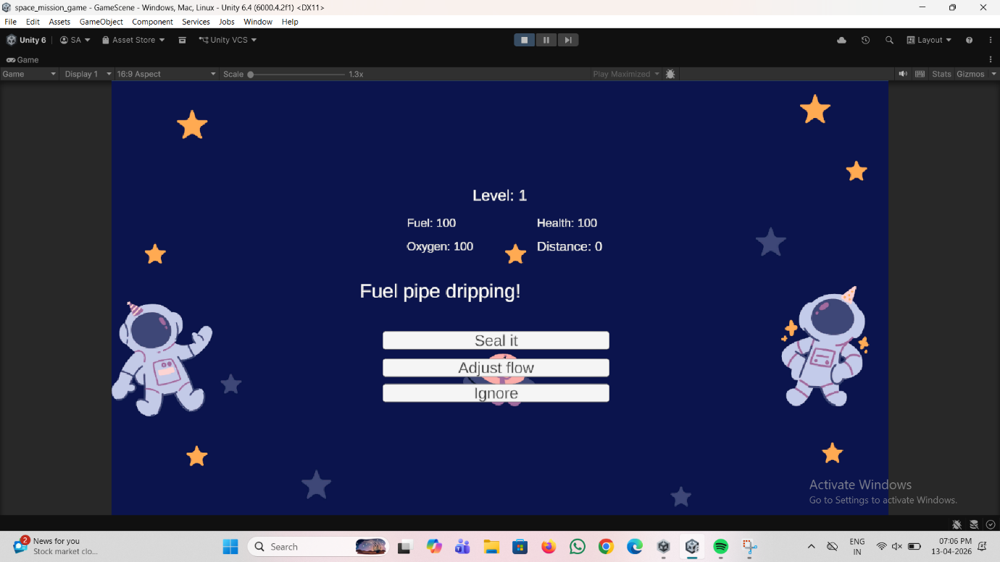 space_mission_game - GameScene - Windows, Mac, Linux - Unity 6.4 (6000.4.2f1) <DX11>
File Edit Assets GameObject Component Services Jobs Window Help
Unity 6 SA Asset Store Unity VCS Layout
Game
Game Display 1 16:9 Aspect Scale 1.3x Play Maximized Stats Gizmos
Level: 1
Fuel: 100 Health: 100
Oxygen: 100 Distance: 0
Fuel pipe dripping!
Seal it
Adjust flow
Ignore
Activate Windows
Go to Settings to activate Windows.
2 News for you
Stock market clo...
Search
ENG
IN
07:06 PM
13-04-2026